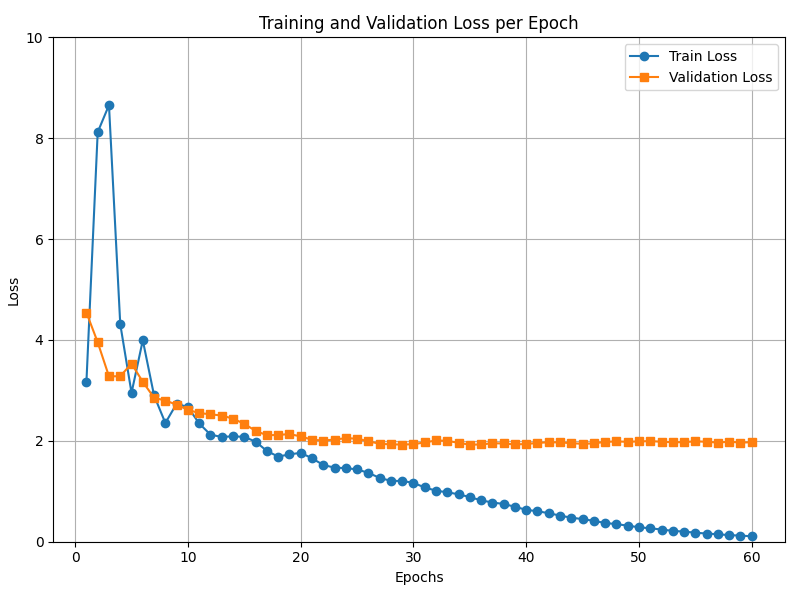 Training and Validation Loss per Epoch
10
8
6
4
2
0
Loss
Train Loss
Validation Loss
0 10 20 30 40 50 60
Epochs